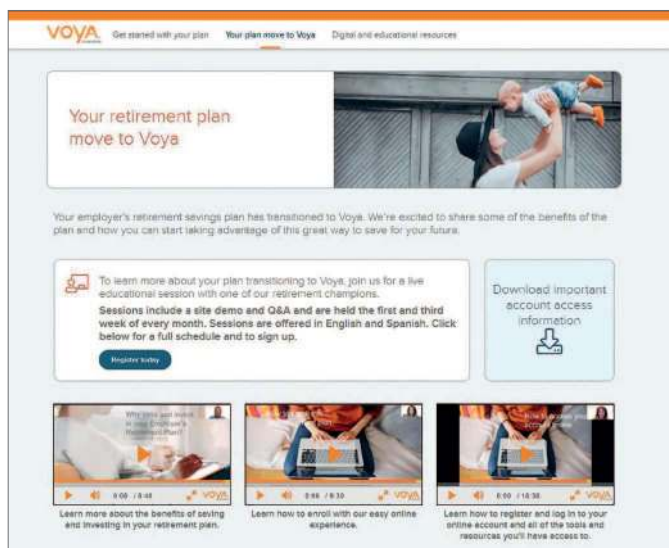 VOYA
Get started with your plan Your plan move to Voya Digital and educational resources
Your retirement plan
move to Voya
Your employer's retirement savings plan has transitioned to Voya. We're excited to share some of the benefits of the
plan and how you can start taking advantage of this great way to save for your future.
To learn more about your plan transitioning to Voya, join us for a live
educational session with one of our retirement champions.
Sessions include a site demo and Q&A and are held the first and third
week of every month. Sessions are offered in English and Spanish. Click
below for a full schedule and to sign up.
Register today
Download important
account access
information
Why save and invest
in your Employer's
Retirement Plan?
0:00 / 8:48
VOYA
Learn more about the benefits of saving
and investing in your retirement plan.
VOYA
Learn how to enroll with our easy online
experience.
How to access your
VOYA
Learn how to register and log in to your
online account and all of the tools and
resources you'll have access to.